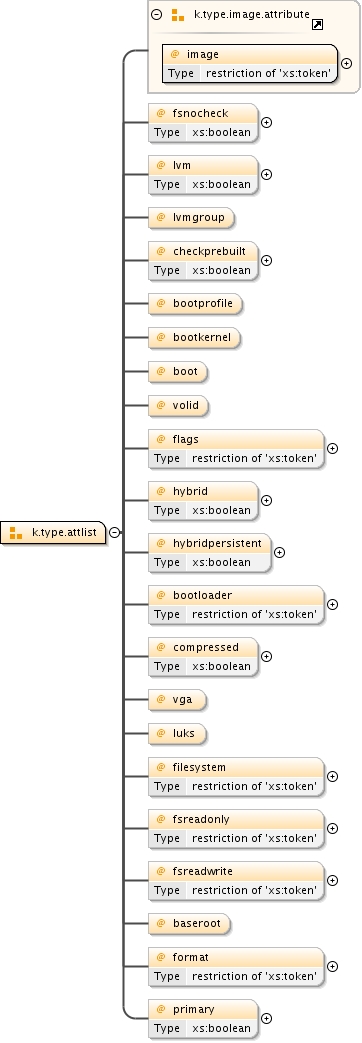 k.type.image.attribute
@ image
Type restriction of 'xs:token'
@ fsnocheck
Type xs:boolean
@ lvm
Type xs:boolean
@ lvmgroup
@ checkprebuilt
Type xs:boolean
@ bootprofile
@ bootkernel
@ boot
@ volid
@ flags
Type restriction of 'xs:token'
@ hybrid
Type xs:boolean
k.type.attlist
@ hybridpersistent
Type xs:boolean
@ bootloader
Type restriction of 'xs:token'
@ compressed
Type xs:boolean
@ vga
@ luks
@ filesystem
Type restriction of 'xs:token'
@ fsreadonly
Type restriction of 'xs:token'
@ fsreadwrite
Type restriction of 'xs:token'
@ baseroot
@ format
Type restriction of 'xs:token'
@ primary
Type xs:boolean